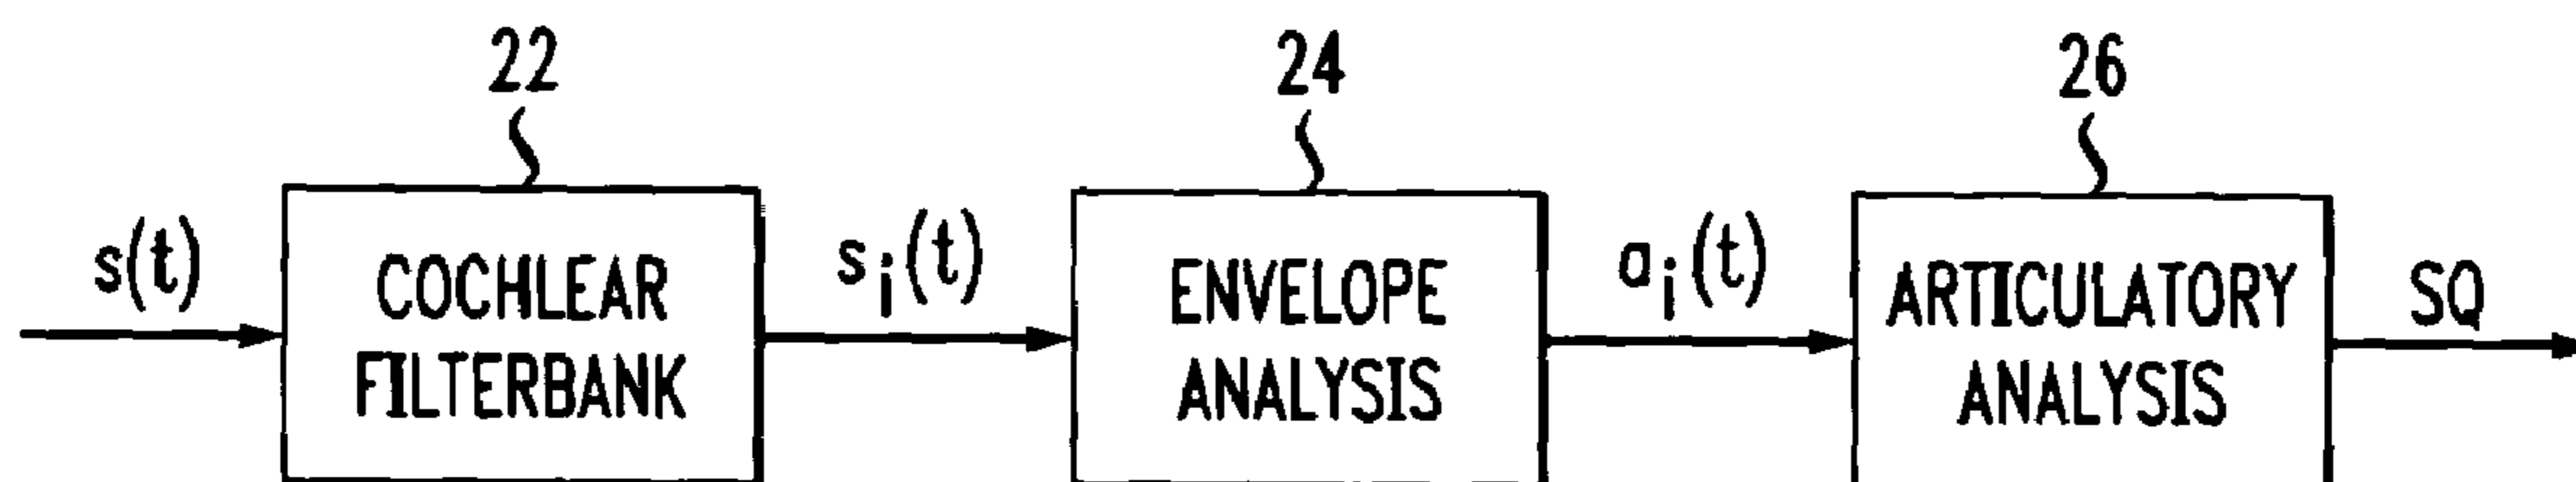 22
24
26
s(t)
COCHLEAR
FILTERBANK
s_i(t)
ENVELOPE
ANALYSIS
a_i(t)
ARTICULATORY
ANALYSIS
SQ